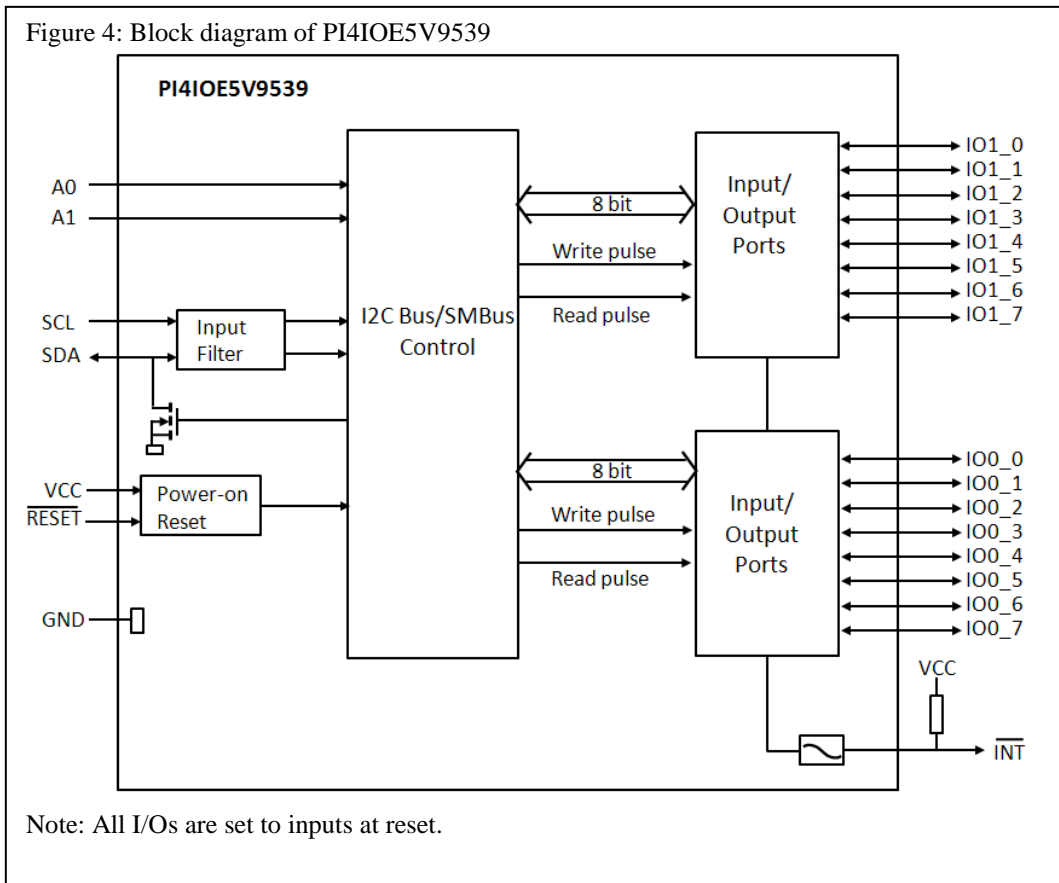 Figure 4: Block diagram of PI4IOE5V9539
PI4IOE5V9539
A0
A1
SCL
SDA
VCC
RESET
GND
Input
Filter
Power-on
Reset
I2C Bus/SMBus
Control
8 bit
Write pulse
Read pulse
8 bit
Write pulse
Read pulse
Input/
Output
Ports
Input/
Output
Ports
IO1_0
IO1_1
IO1_2
IO1_3
IO1_4
IO1_5
IO1_6
IO1_7
IO0_0
IO0_1
IO0_2
IO0_3
IO0_4
IO0_5
IO0_6
IO0_7
VCC
INT
Note: All I/Os are set to inputs at reset.